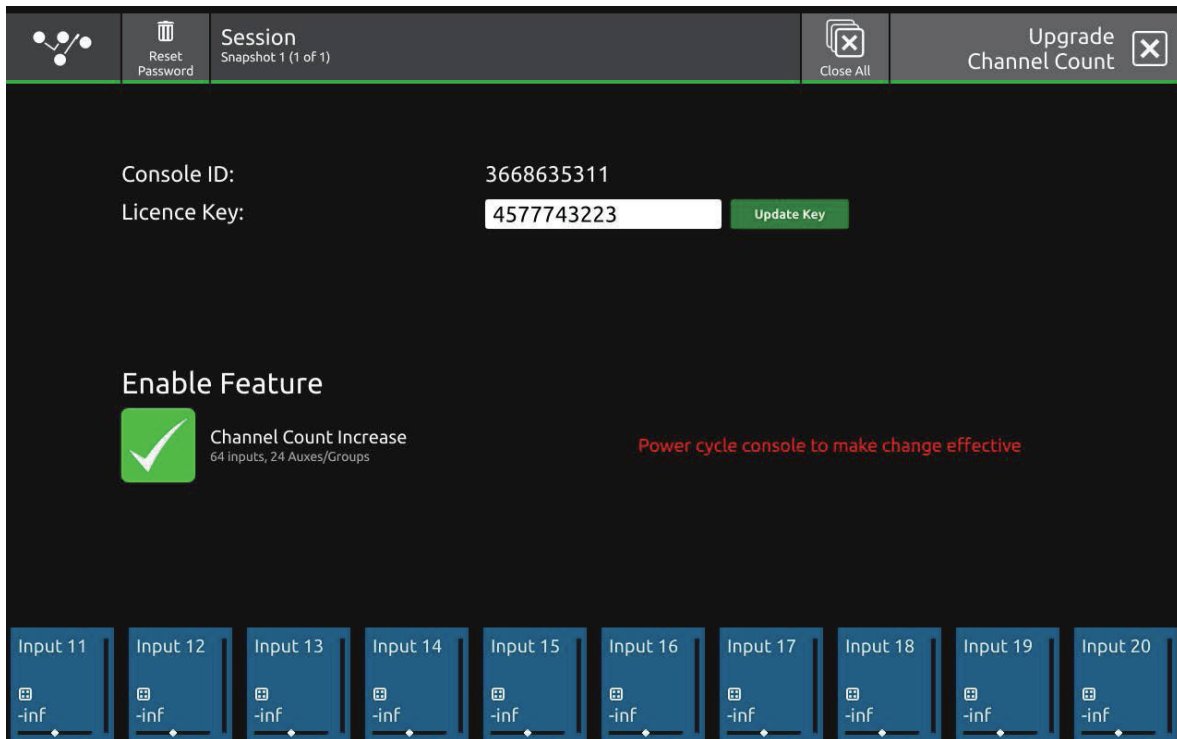 Reset
Password
Session
Snapshot 1 (1 of 1)
Close All
Upgrade
Channel Count
Console ID:
3668635311
Licence Key:
4577743223
Update Key
Enable Feature
Channel Count Increase
64 inputs, 24 Auxes/Groups
Power cycle console to make change effective
Input 11
Input 12
Input 13
Input 14
Input 15
Input 16
Input 17
Input 18
Input 19
Input 20
-inf
-inf
-inf
-inf
-inf
-inf
-inf
-inf
-inf
-inf